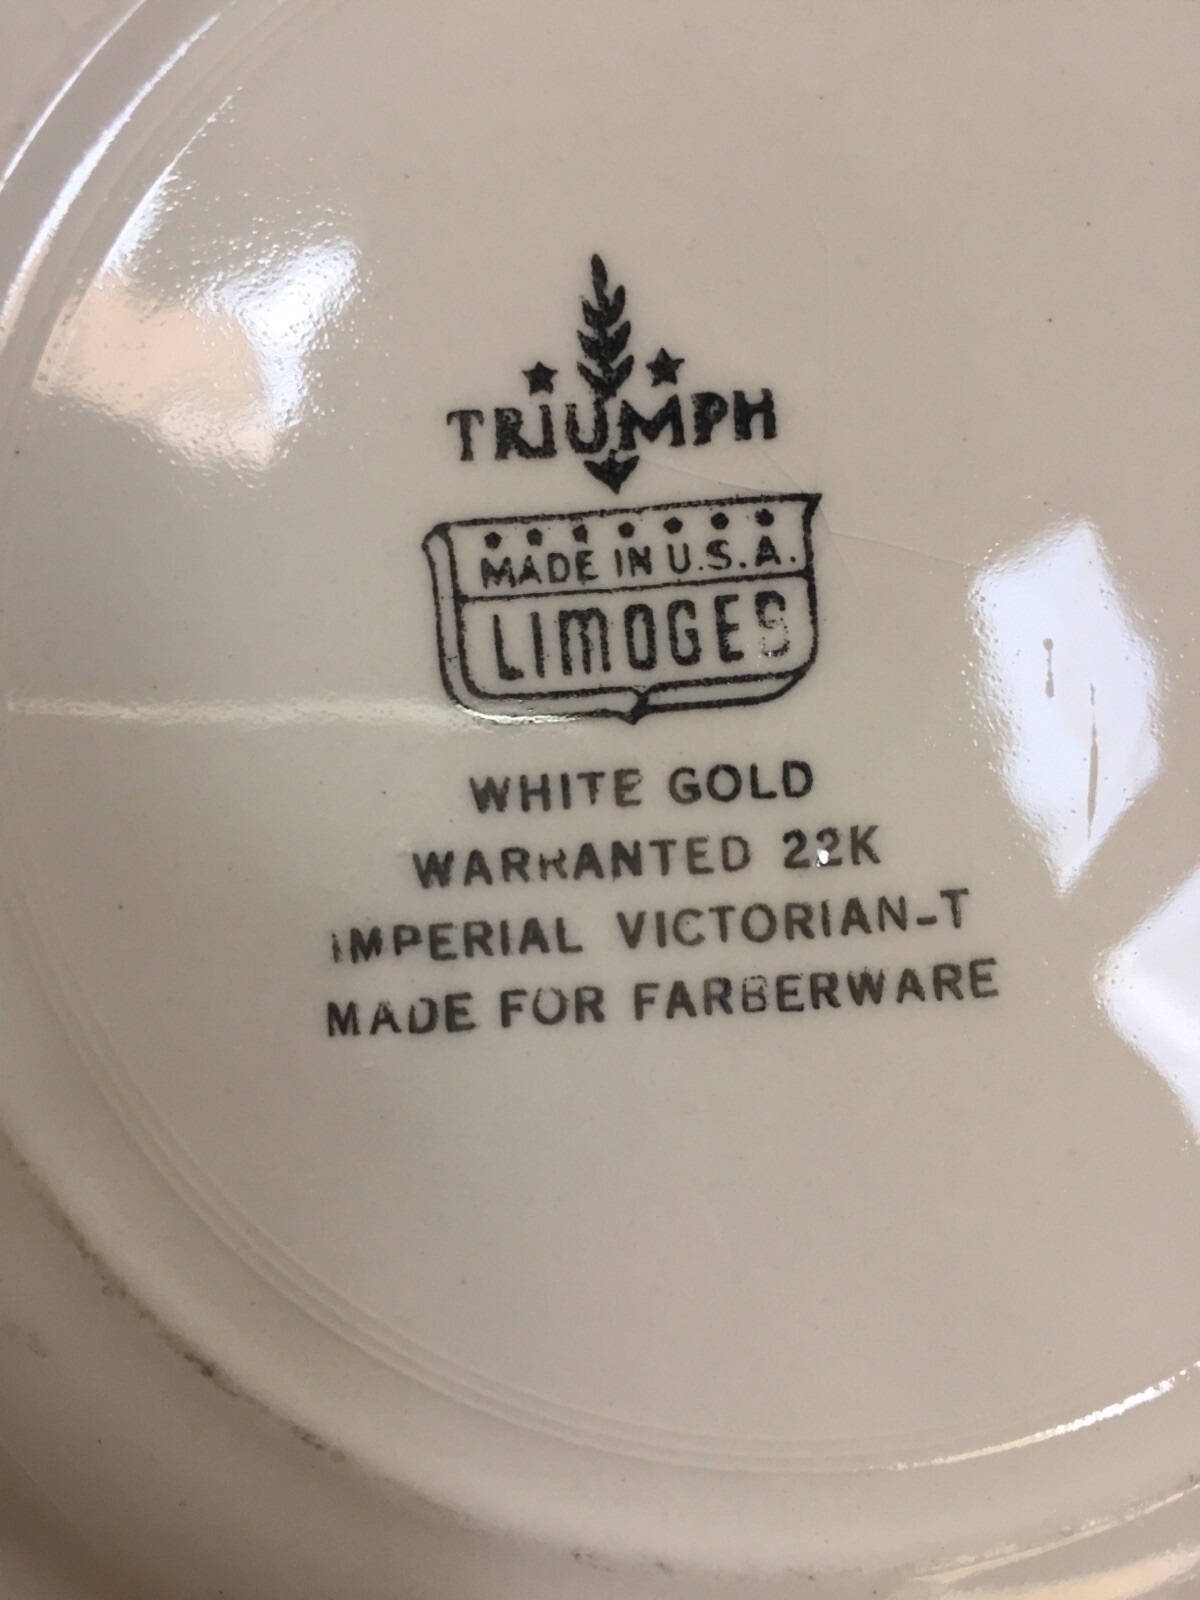 TRIUMPH
MADE IN U.S.A.
LIMOGES
WHITE GOLD
WARRANTED 22K
IMPERIAL VICTORIAN-T
MADE FOR FARBERWARE